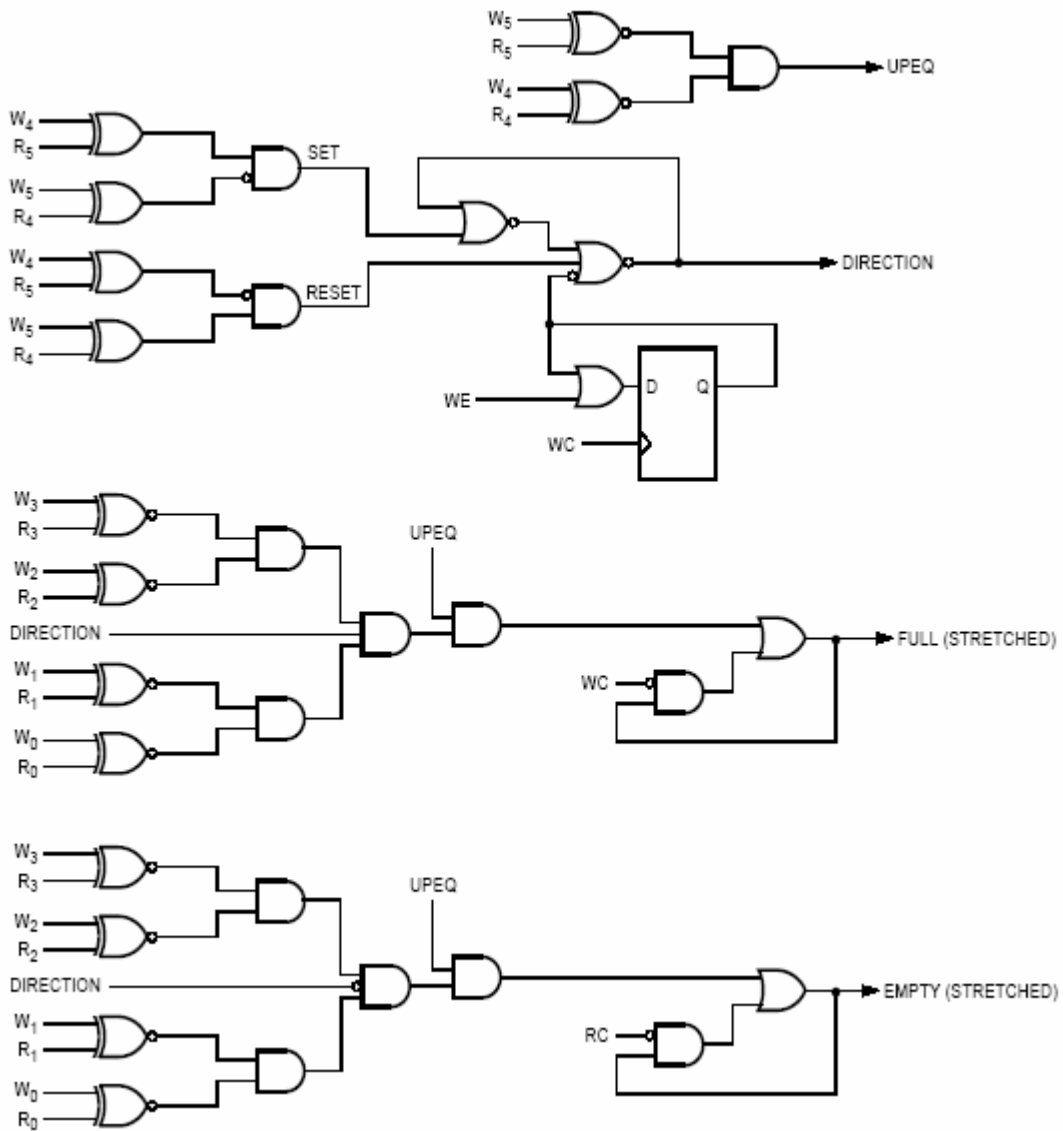 W5
R5
W4
R4
UPEQ
W4
R5
W5
R4
SET
W4
R5
W5
R4
RESET
DIRECTION
WE
WC
D
Q
W3
R3
W2
R2
DIRECTION
W1
R1
W0
R0
UPEQ
WC
FULL (STRETCHED)
W3
R3
W2
R2
DIRECTION
W1
R1
W0
R0
UPEQ
RC
EMPTY (STRETCHED)